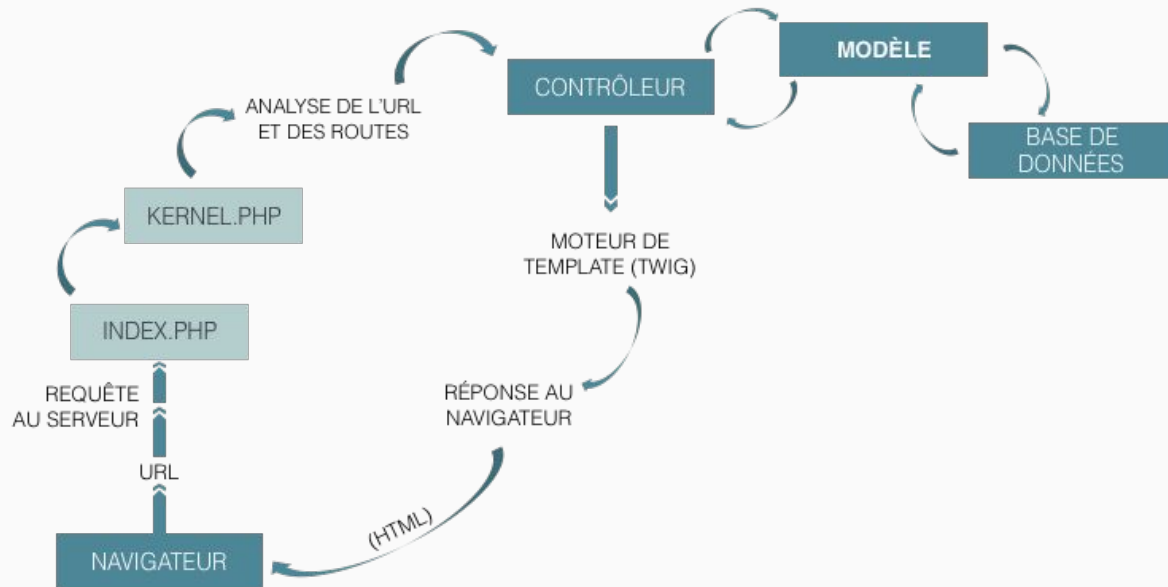 MODÈLE
CONTRÔLEUR
ANALYSE DE L'URL
ET DES ROUTES
BASE DE
DONNÉES
KERNEL.PHP
MOTEUR DE
TEMPLATE (TWIG)
INDEX.PHP
REQUÊTE
AU SERVEUR
RÉPONSE AU
NAVIGATEUR
URL
(HTML)
NAVIGATEUR